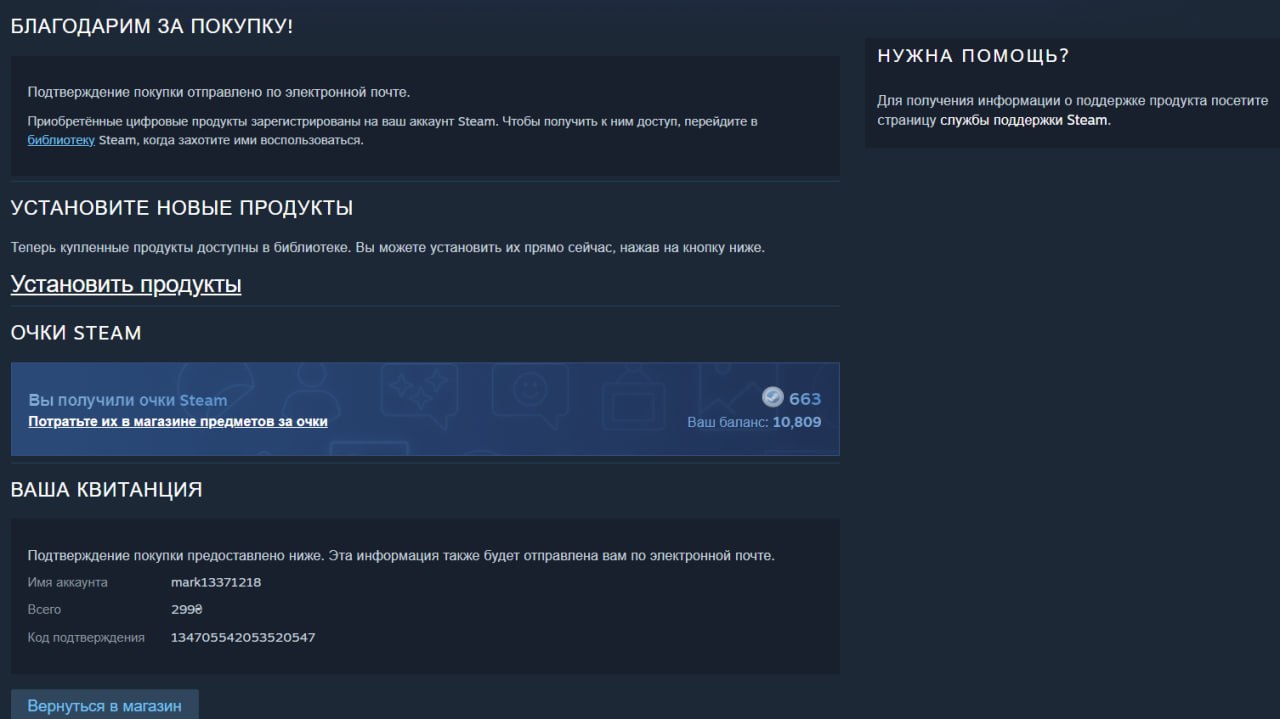 БЛАГОДАРИМ ЗА ПОКУПКУ!
Подтверждение покупки отправлено по электронной почте.
Приобретённые цифровые продукты зарегистрированы на ваш аккаунт Steam. Чтобы получить к ним доступ, перейдите в
библиотеку Steam, когда захотите ими воспользоваться.
УСТАНОВИТЕ НОВЫЕ ПРОДУКТЫ
Теперь купленные продукты доступны в библиотеке. Вы можете установить их прямо сейчас, нажав на кнопку ниже.
Установить продукты
ОЧКИ STEAM
Вы получили очки Steam
663
Потратьте их в магазине предметов за очки
Ваш баланс: 10,809
ВАША КВИТАНЦИЯ
Подтверждение покупки предоставлено ниже. Эта информация также будет отправлена вам по электронной почте.
Имя аккаунта mark13371218
Всего 299₴
Код подтверждения 134705542053520547
Вернуться в магазин
НУЖНА ПОМОЩЬ?
Для получения информации о поддержке продукта посетите
страницу службы поддержки Steam.